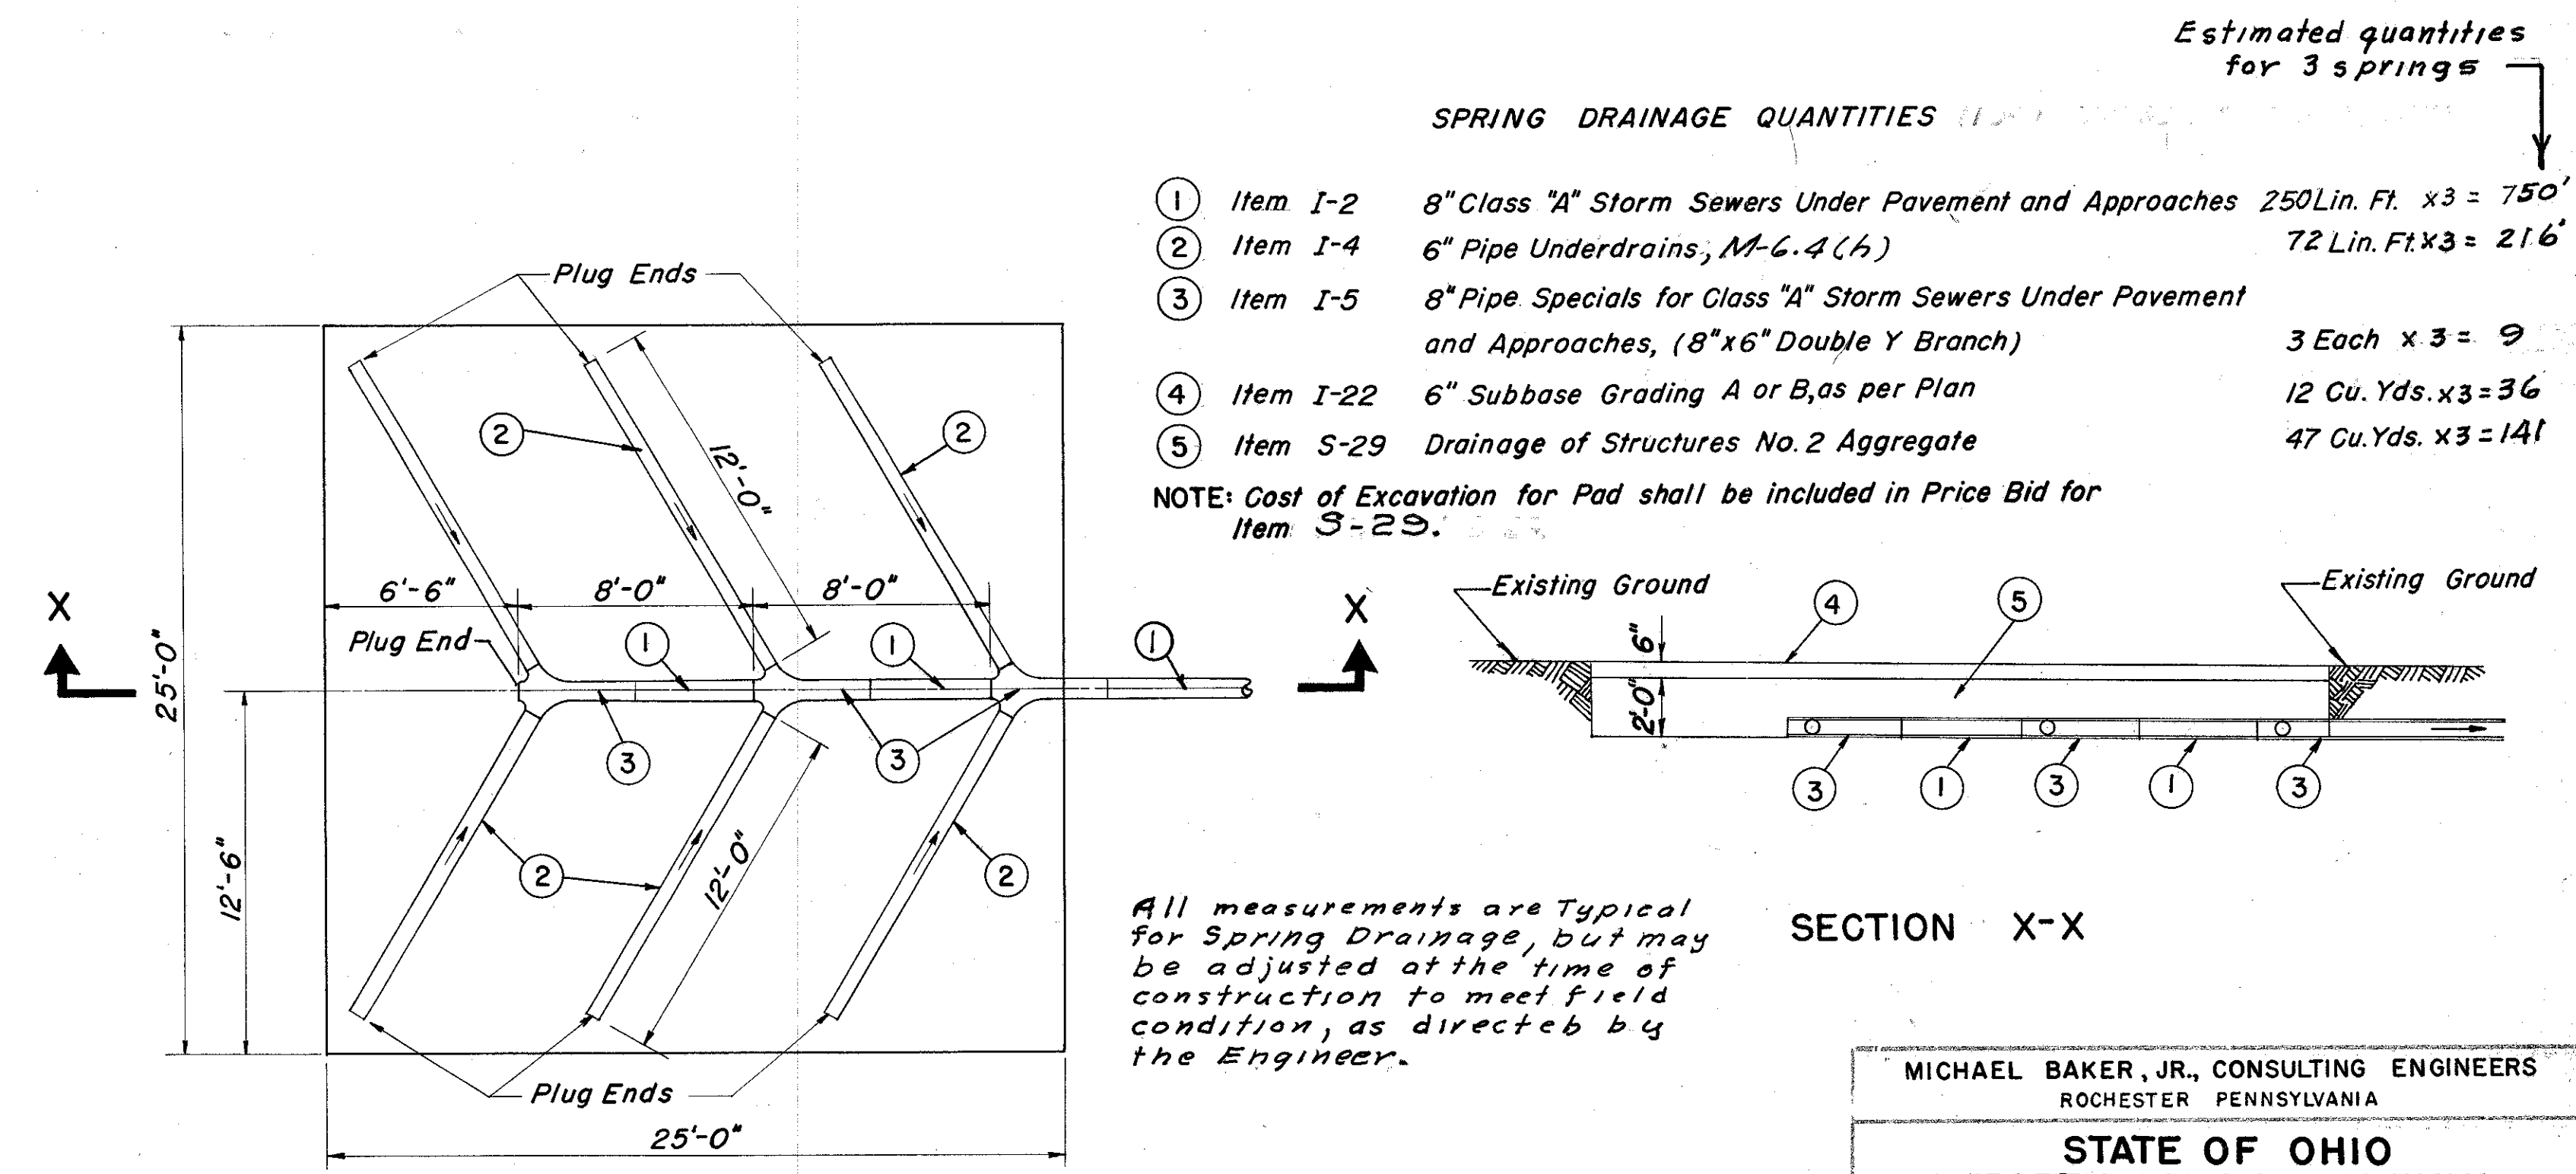 Estimated quantities
for 3 springs
SPRING DRAINAGE QUANTITIES
1 Item I-2 8" Class "A" Storm Sewers Under Pavement and Approaches 250 Lin. Ft. x3 = 750'
2 Item I-4 6" Pipe Underdrains, M-6.4(h) 72 Lin. Ft. x3 = 216'
3 Item I-5 8" Pipe Specials for Class "A" Storm Sewers Under Pavement
and Approaches, (8"x6" Double Y Branch) 3 Each x 3 = 9
4 Item I-22 6" Subbase Grading A or B, as per Plan 12 Cu. Yds. x3 = 36
5 Item S-29 Drainage of Structures No. 2 Aggregate 47 Cu. Yds. x3 = 141
NOTE: Cost of Excavation for Pad shall be included in Price Bid for
Item S-29.
Plug Ends
2
2
12'-0"
6'-6"
8'-0"
8'-0"
X
X
Plug End
1
1
1
25'-0"
12'-6"
3
3
2
2
12'-0"
Plug Ends
25'-0"
Existing Ground
4
5
Existing Ground
6"
2'-0"
3
1
3
1
3
SECTION X-X
All measurements are Typical
for Spring Drainage, but may
be adjusted at the time of
construction to meet field
condition, as directeb by
the Engineer.
MICHAEL BAKER, JR., CONSULTING ENGINEERS
ROCHESTER PENNSYLVANIA
STATE OF OHIO